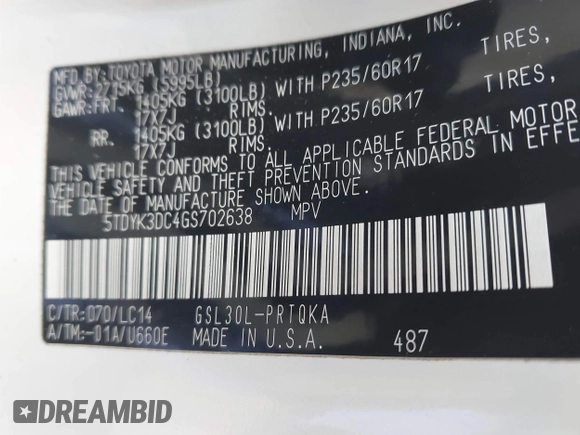 MFD.BY:TOYOTA MOTOR MANUFACTURING, INDIANA, INC.
GVWR:2715KG (5995LB)
GAWR:FRT. 1405KG (3100LB) WITH P235/60R17 TIRES,
17X7J RIMS
RR. 1405KG (3100LB) WITH P235/60R17 TIRES,
17X7J RIMS.
THIS VEHICLE CONFORMS TO ALL APPLICABLE FEDERAL MOTOR
VEHICLE SAFETY AND THEFT PREVENTION STANDARDS IN EFFE
THE DATE OF MANUFACTURE SHOWN ABOVE.
5TDYK3DC4GS702638 MPV
C/TR:070/LC14 GSL30L-PRTQKA
A/TM:-01A/U660E MADE IN U.S.A. 487
DREAMBID